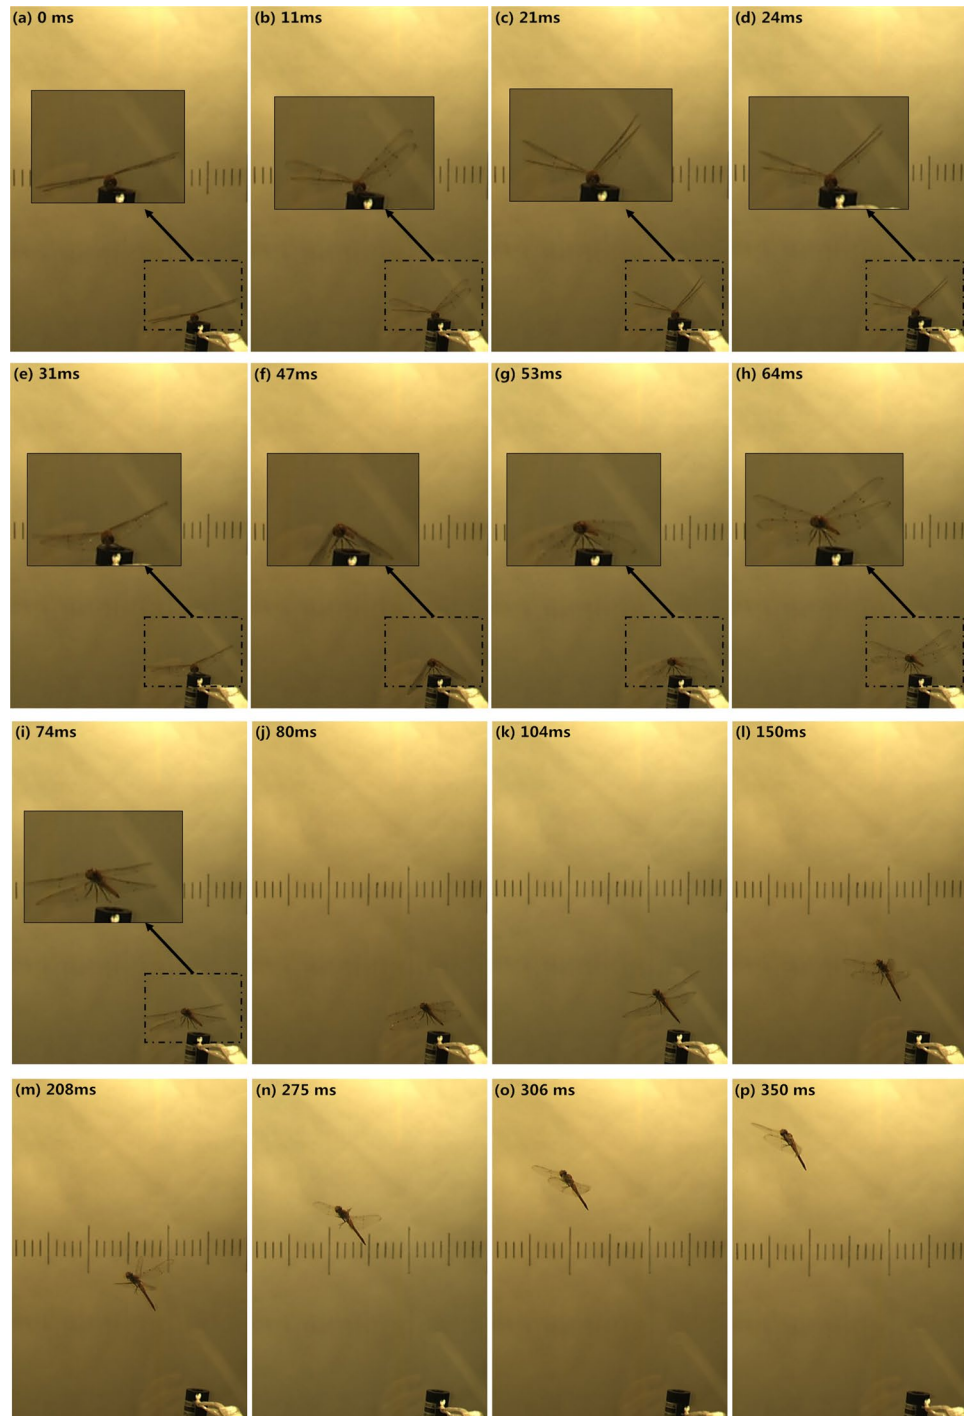 (a) 0 ms
(b) 11ms
(c) 21ms
(d) 24ms
(e) 31ms
(f) 47ms
(g) 53ms
(h) 64ms
(i) 74ms
(j) 80ms
(k) 104ms
(l) 150ms
(m) 208ms
(n) 275 ms
(o) 306 ms
(p) 350 ms